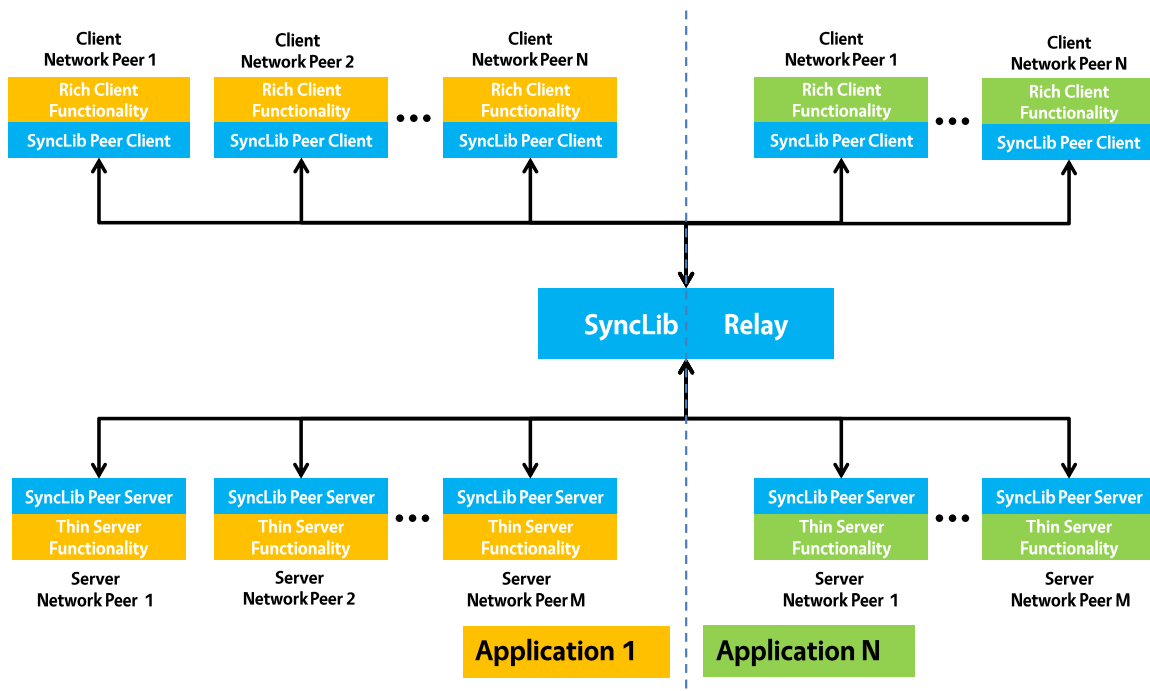 Client
Network Peer 1
Rich Client
Functionality
SyncLib Peer Client
Client
Network Peer 2
Rich Client
Functionality
SyncLib Peer Client
•••
Client
Network Peer N
Rich Client
Functionality
SyncLib Peer Client
Client
Network Peer 1
Rich Client
Functionality
SyncLib Peer Client
•••
Client
Network Peer N
Rich Client
Functionality
SyncLib Peer Client
SyncLib Relay
SyncLib Peer Server
Thin Server
Functionality
Server
Network Peer 1
SyncLib Peer Server
Thin Server
Functionality
Server
Network Peer 2
•••
SyncLib Peer Server
Thin Server
Functionality
Server
Network Peer M
SyncLib Peer Server
Thin Server
Functionality
Server
Network Peer 1
•••
SyncLib Peer Server
Thin Server
Functionality
Server
Network Peer M
Application 1
Application N